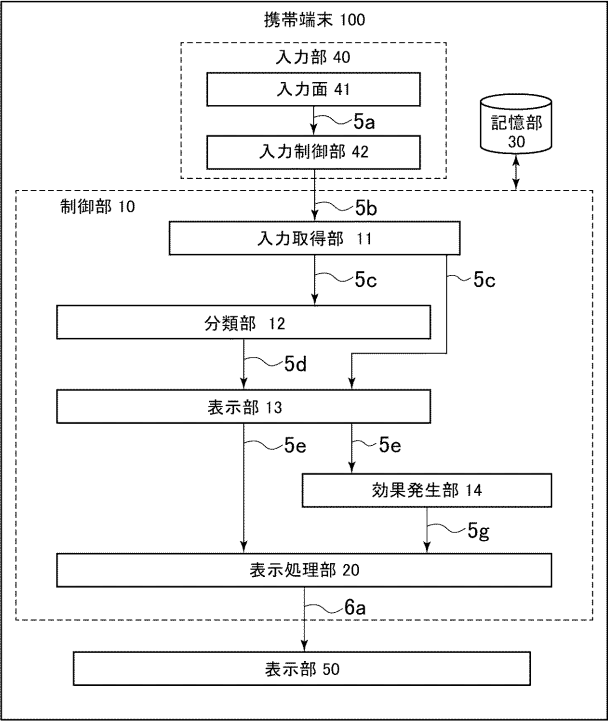 携帯端末 100
入力部 40
入力面 41
5a
入力制御部 42
記憶部
30
制御部 10
5b
入力取得部 11
5c
5c
分類部 12
5d
表示部 13
5e
5e
効果発生部 14
5g
表示処理部 20
6a
表示部 50